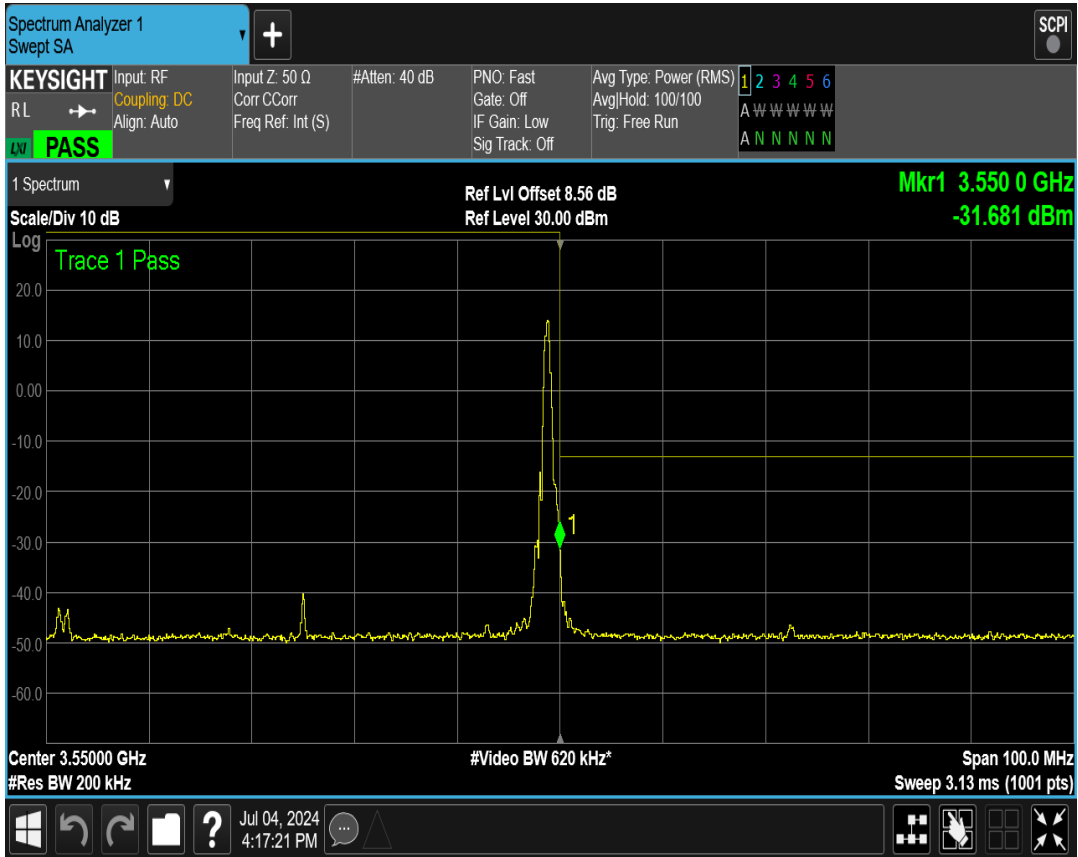 Spectrum Analyzer 1
Swept SA
+
SCPI
KEYSIGHT
RL
LXI PASS
Input: RF
Coupling: DC
Align: Auto
Input Z: 50 Ω
Corr CCorr
Freq Ref: Int (S)
#Atten: 40 dB
PNO: Fast
Gate: Off
IF Gain: Low
Sig Track: Off
Avg Type: Power (RMS)
Avg|Hold: 100/100
Trig: Free Run
1 2 3 4 5 6
A W W W W W
A N N N N N
1 Spectrum
Scale/Div 10 dB
Ref Lvl Offset 8.56 dB
Ref Level 30.00 dBm
Mkr1 3.550 0 GHz
-31.681 dBm
Log
Trace 1 Pass
20.0
10.0
0.00
-10.0
-20.0
1
-30.0
-40.0
-50.0
-60.0
Center 3.55000 GHz
#Res BW 200 kHz
#Video BW 620 kHz*
Span 100.0 MHz
Sweep 3.13 ms (1001 pts)
?
Jul 04, 2024
4:17:21 PM